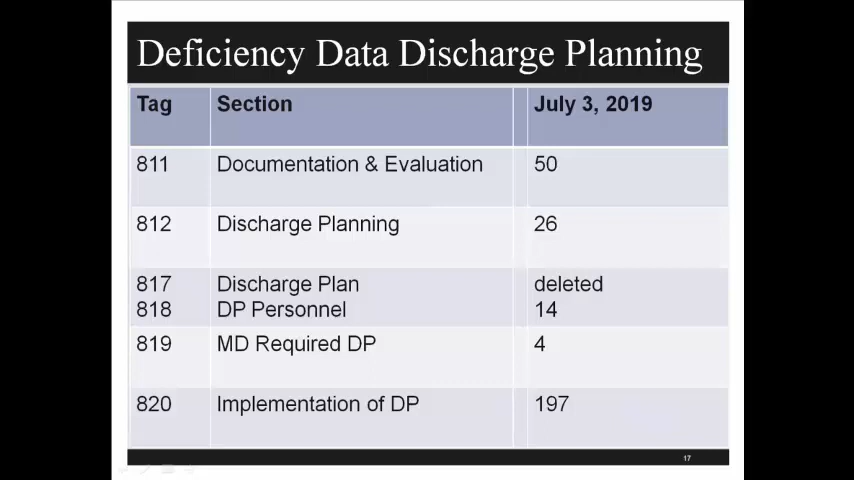 Deficiency Data Discharge Planning
Tag Section July 3, 2019
811 Documentation & Evaluation 50
812 Discharge Planning 26
817 Discharge Plan deleted
818 DP Personnel 14
819 MD Required DP 4
820 Implementation of DP 197
17